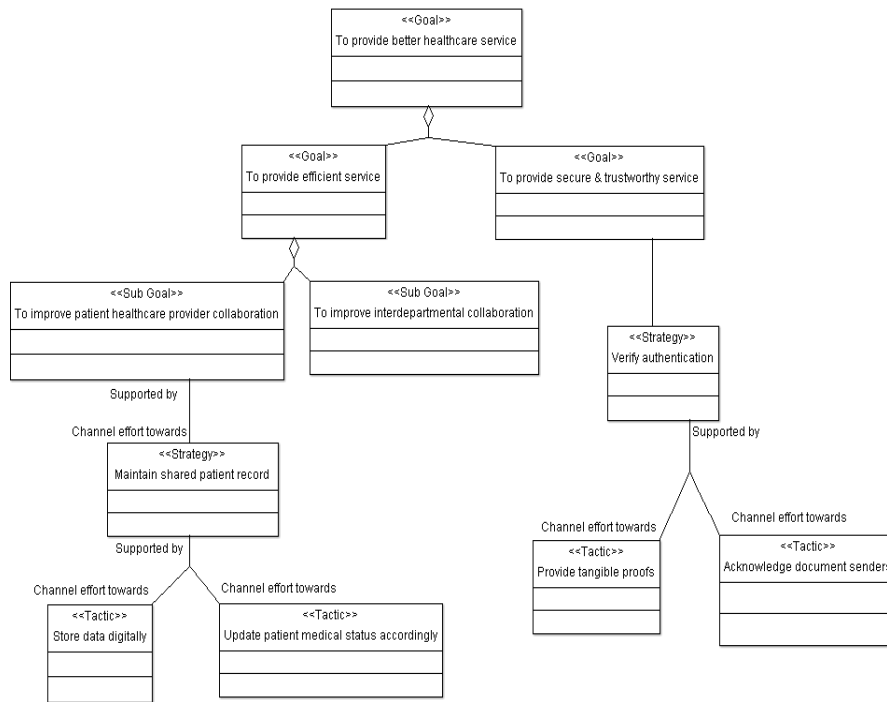 <<Goal>>
To provide better healthcare service
<<Goal>>
To provide efficient service
<<Goal>>
To provide secure & trustworthy service
<<Sub Goal>>
To improve patient healthcare provider collaboration
<<Sub Goal>>
To improve interdepartmental collaboration
<<Strategy>>
Verify authentication
Supported by
Channel effort towards
<<Strategy>>
Maintain shared patient record
Supported by
Supported by
Channel effort towards
<<Tactic>>
Store data digitally
Channel effort towards
<<Tactic>>
Update patient medical status accordingly
Channel effort towards
<<Tactic>>
Provide tangible proofs
Channel effort towards
<<Tactic>>
Acknowledge document senders